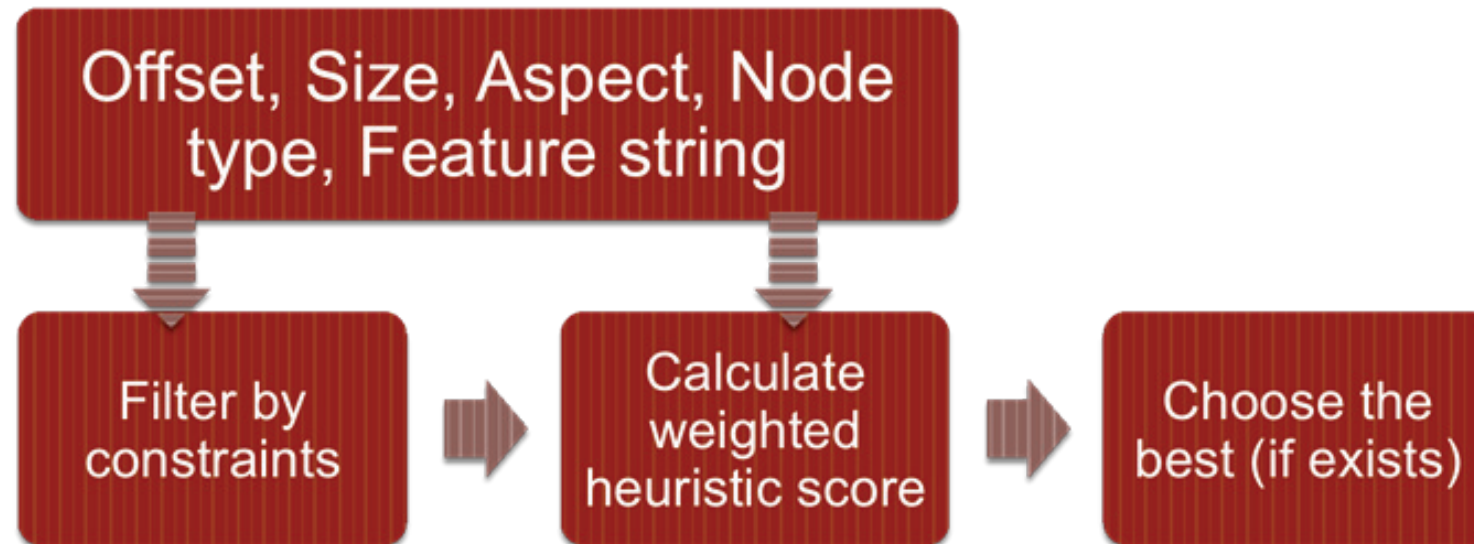 Offset, Size, Aspect, Node
type, Feature string
Filter by
constraints
Calculate
weighted
heuristic score
Choose the
best (if exists)